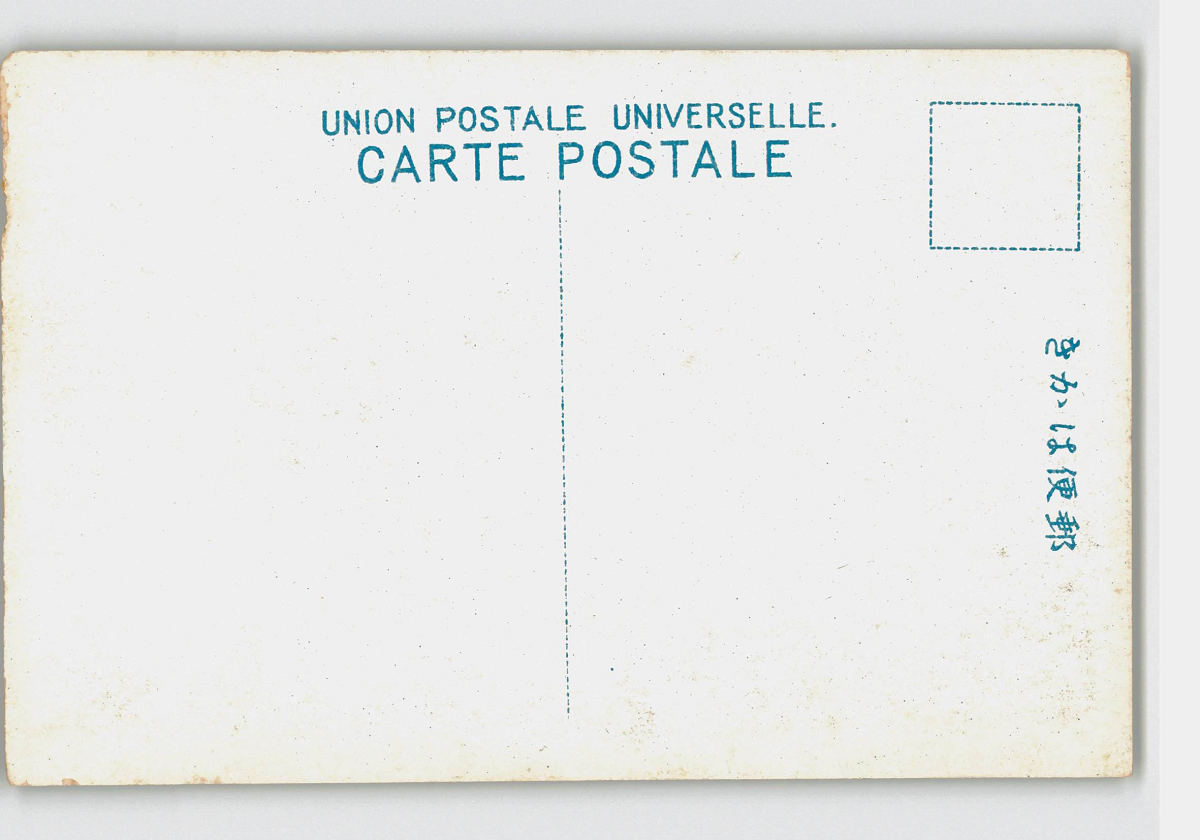 UNION POSTALE UNIVERSELLE.
CARTE POSTALE
郵便はかき